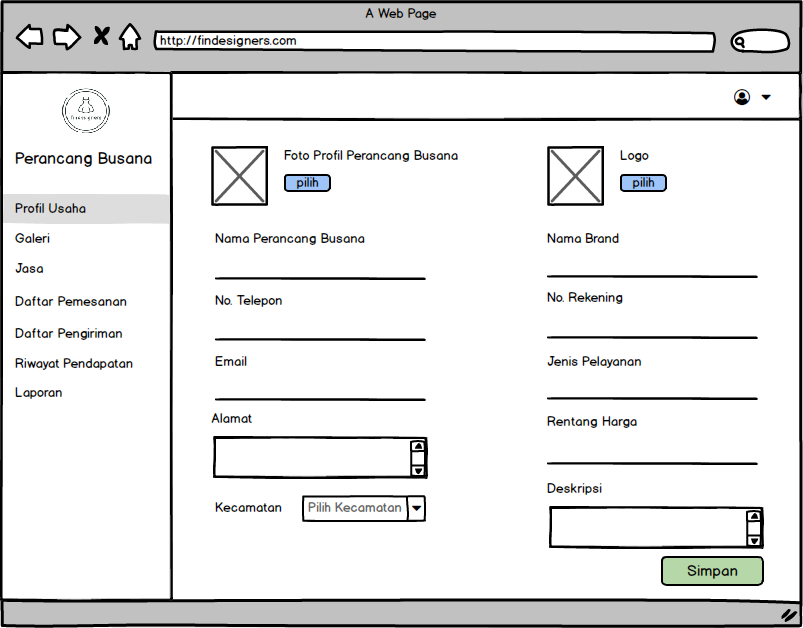 A Web Page
http://findesigners.com
findesigners
Perancang Busana
Profil Usaha
Galeri
Jasa
Daftar Pemesanan
Daftar Pengiriman
Riwayat Pendapatan
Laporan
Foto Profil Perancang Busana
pilih
Logo
pilih
Nama Perancang Busana
Nama Brand
No. Telepon
No. Rekening
Email
Jenis Pelayanan
Alamat
Rentang Harga
Kecamatan
Pilih Kecamatan
Deskripsi
Simpan